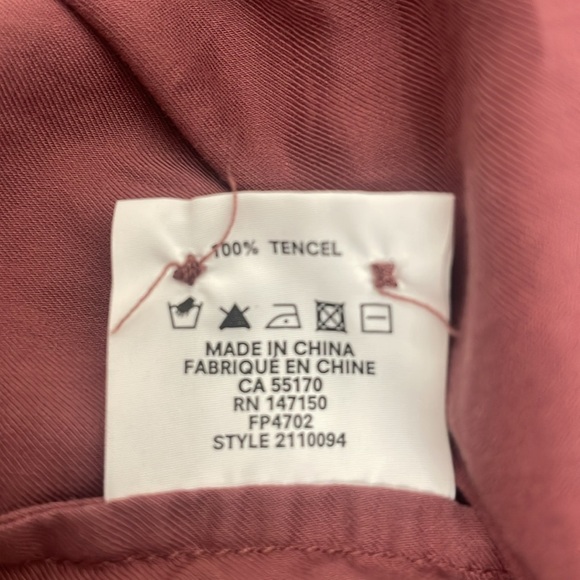 100% TENCEL
MADE IN CHINA
FABRIQUÉ EN CHINE
CA 55170
RN 147150
FP4702
STYLE 2110094